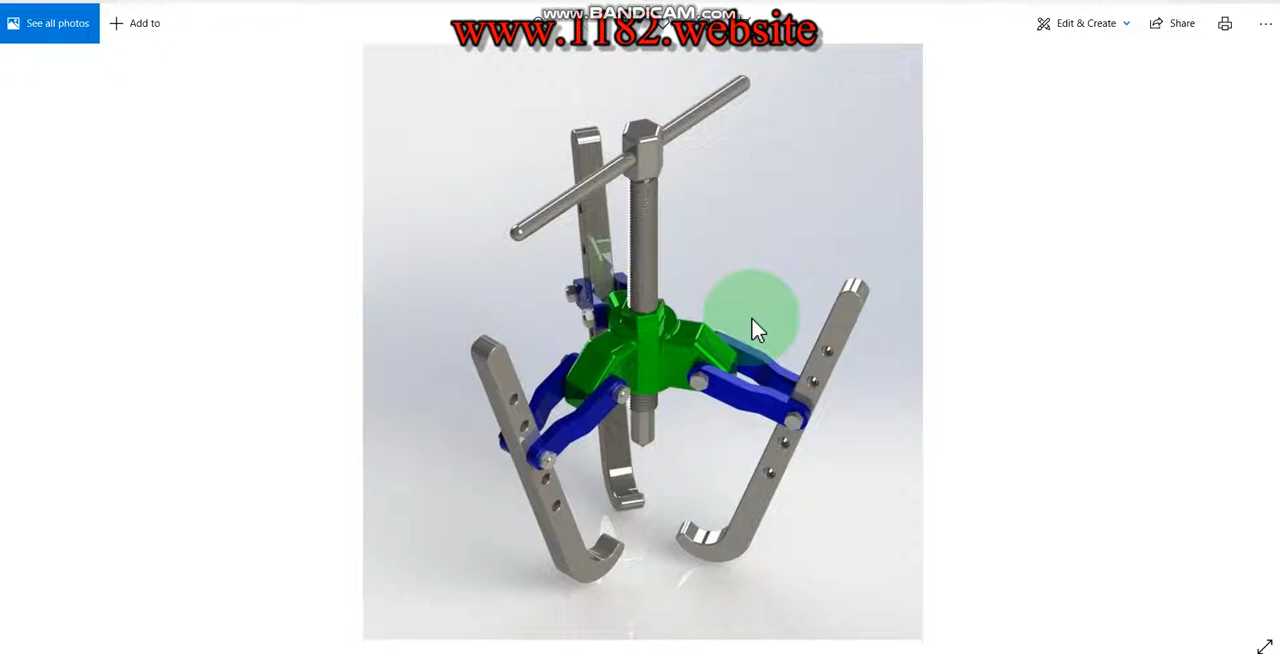 www.BANDICAM.com
See all photos
Add to
www.1182.website
Edit & Create
Share